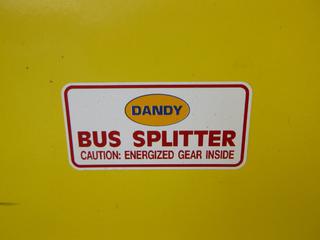 DANDY
BUS SPLITTER
CAUTION: ENERGIZED GEAR INSIDE